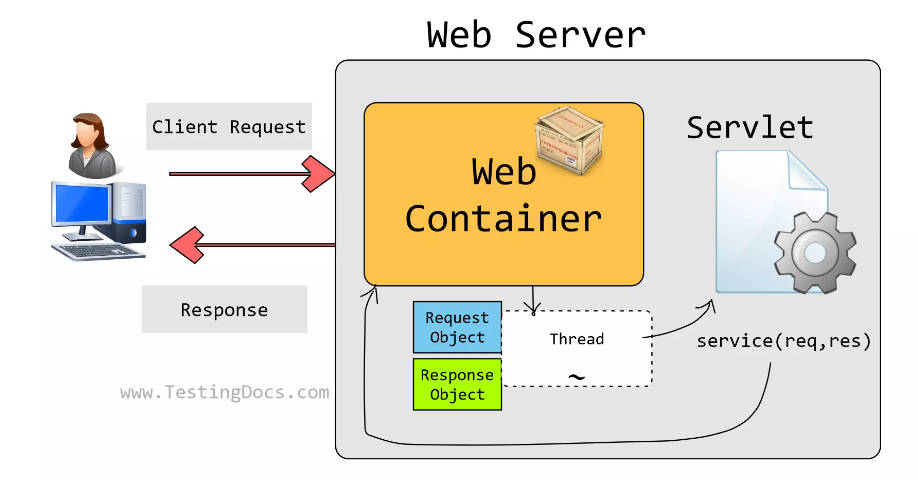 Web Server
Client Request
Web
Container
Servlet
Response
Request
Object
Thread
~
service(req,res)
Response
Object
www.TestingDocs.com